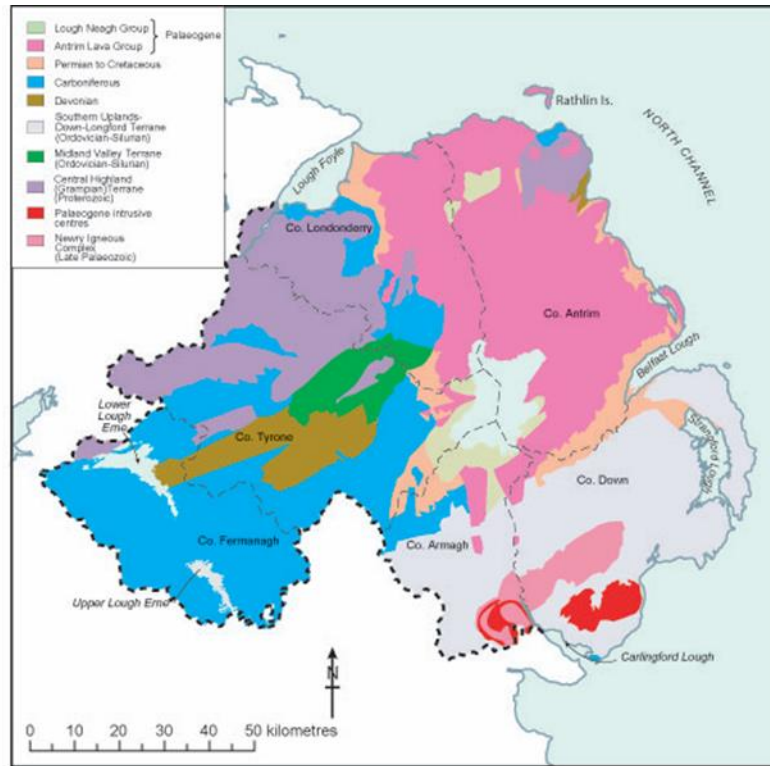 Lough Neagh Group
Palaeogene
Antrim Lava Group
Permian to Cretaceous
Carboniferous
Devonian
Southern Uplands-
Down-Longford Terrane
(Ordovician-Silurian)
Midland Valley Terrane
(Ordovician-Silurian)
Central Highland
(Grampian)Terrane
(Proterozoic)
Palaeogene intrusive
centres
Newry Igneous
Complex
(Late Palaeozoic)
Rathlin Is.
NORTH CHANNEL
Lough Foyle
Co. Londonderry
Co. Antrim
Belfast Lough
Lower
Lough
Erne
Strangford Lough
Co. Tyrone
Co. Down
Co. Fermanagh
Co. Armagh
Upper Lough Erne
Carlingford Lough
N
0 10 20 30 40 50 kilometres